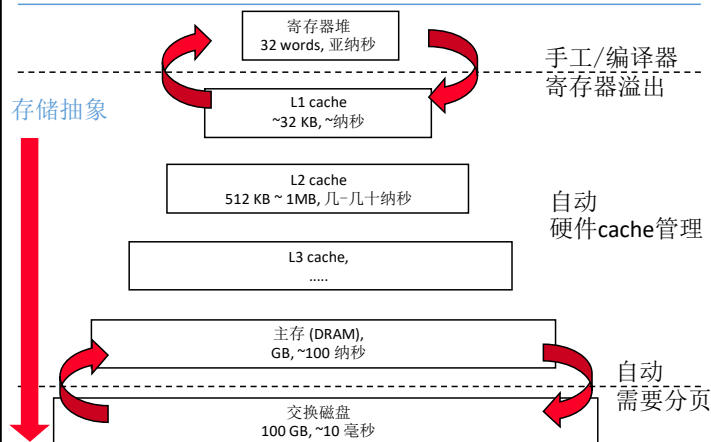 寄存器堆
32 words, 亚纳秒
手工/编译器
寄存器溢出
存储抽象
L1 cache
~32 KB, ~纳秒
L2 cache
512 KB ~ 1MB, 几-几十纳秒
自动
硬件cache管理
L3 cache,
.....
主存 (DRAM),
GB, ~100 纳秒
自动
需要分页
交换磁盘
100 GB, ~10 毫秒